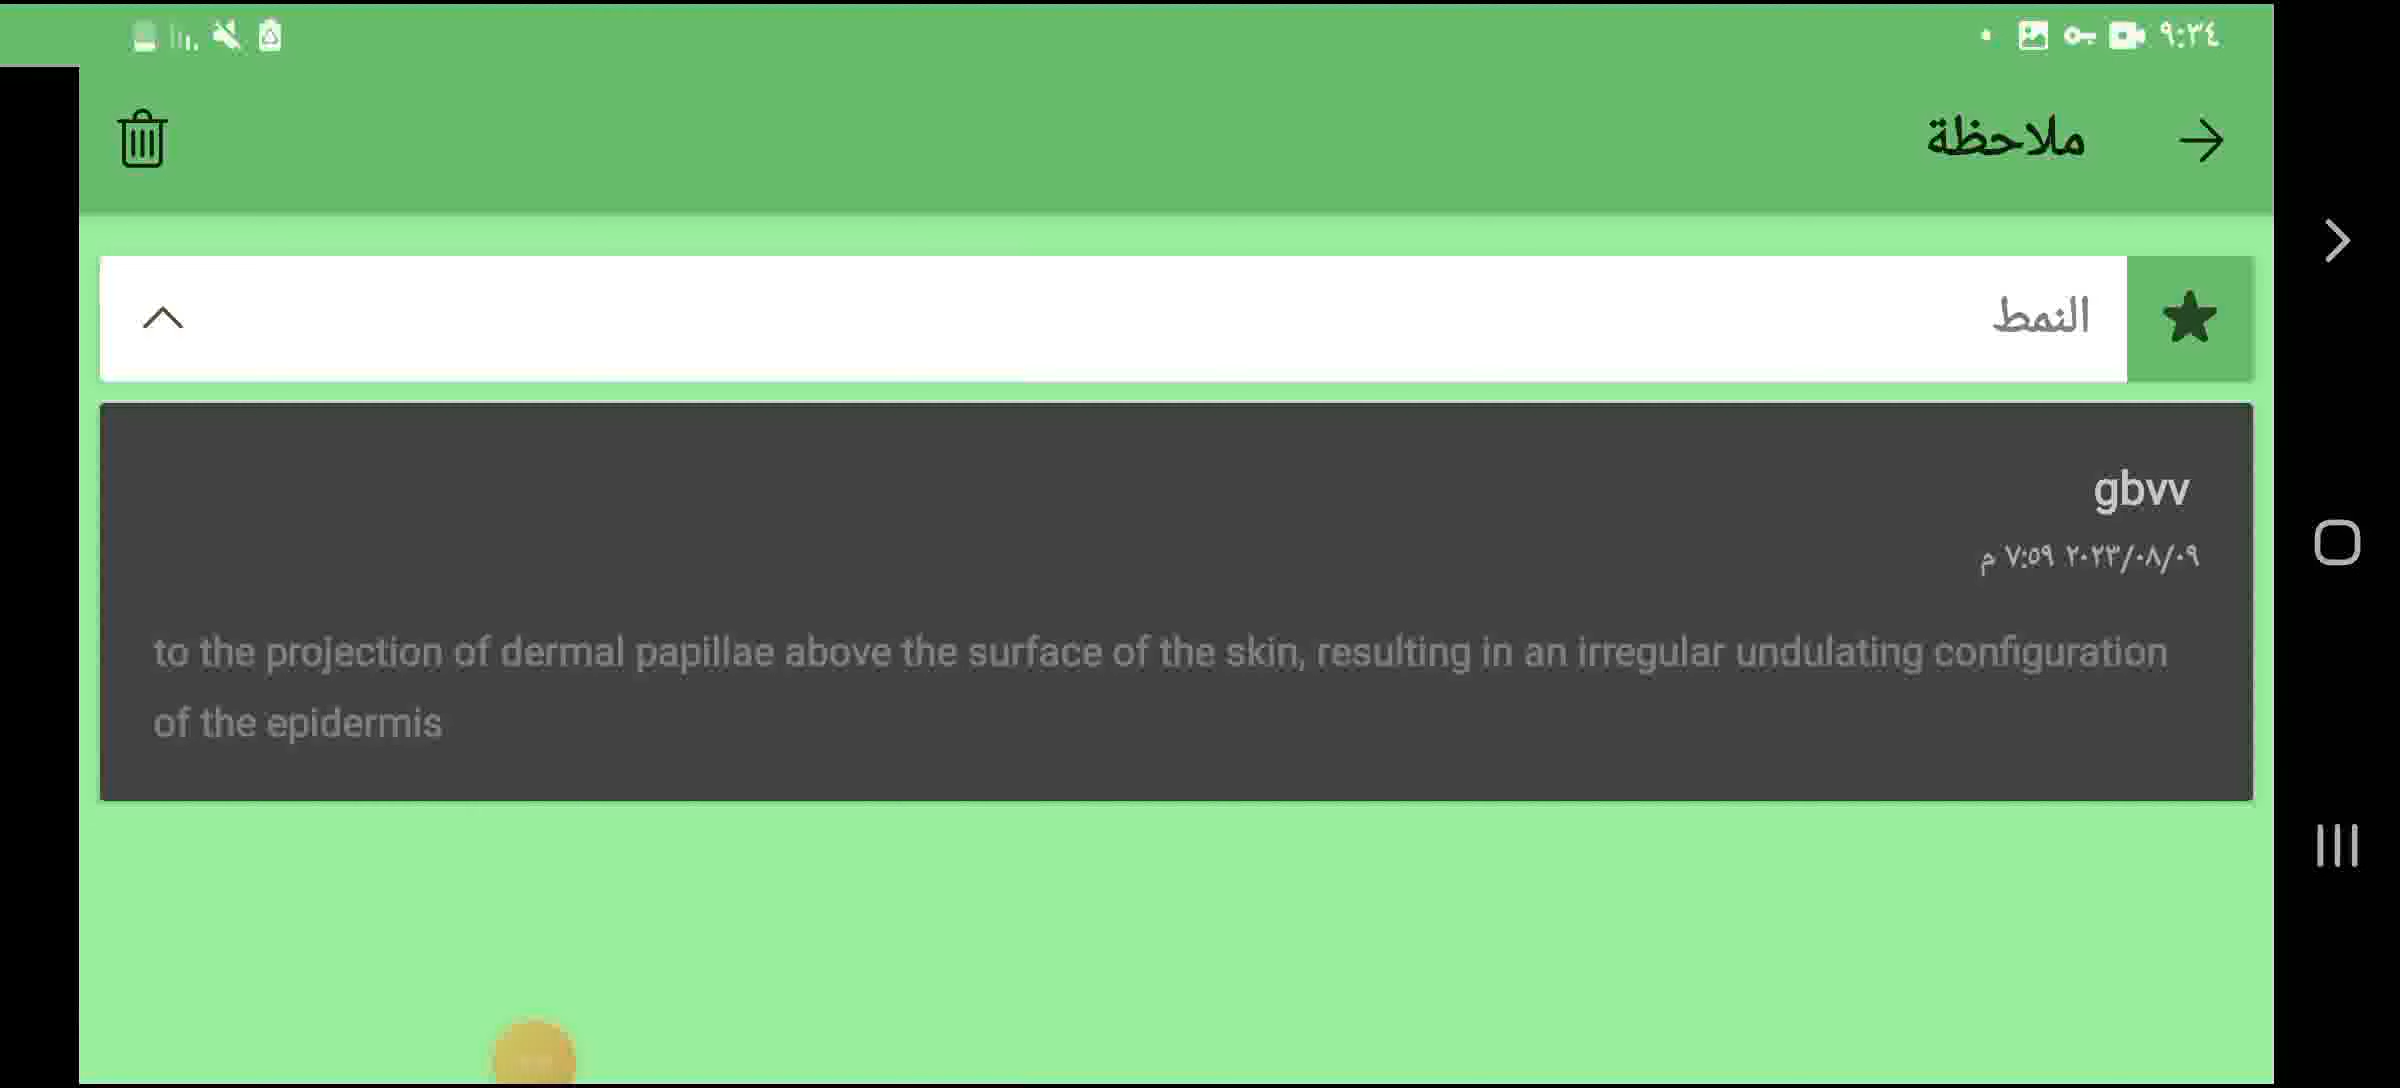 ٩:٣٤
ملاحظة
النمط
gbvv
٢٠٢٣/٠٨/٠٩ ٧:٥٩ م
to the projection of dermal papillae above the surface of the skin, resulting in an irregular undulating configuration
of the epidermis